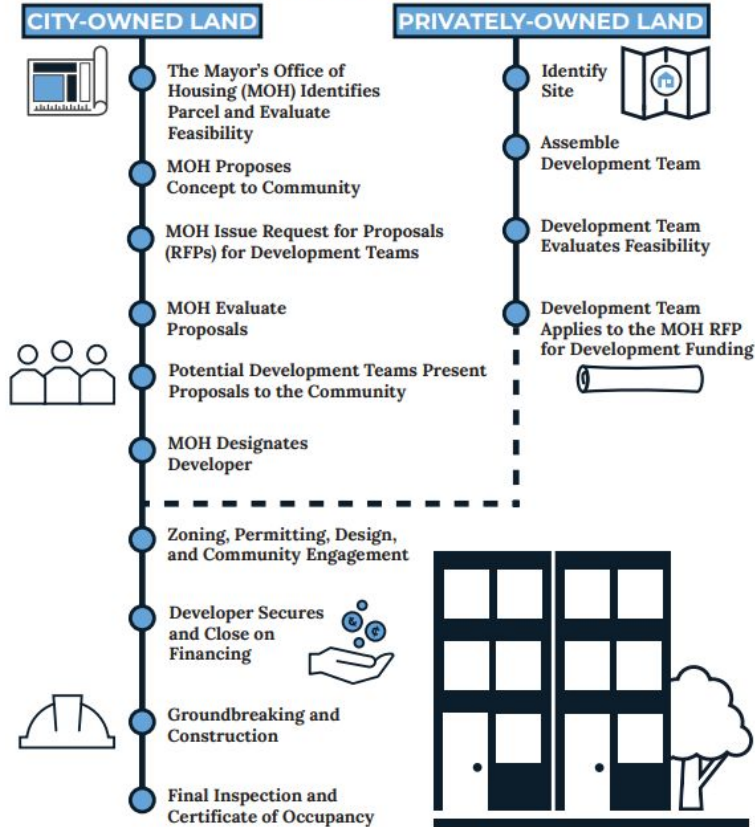 CITY-OWNED LAND
The Mayor's Office of
Housing (MOH) Identifies
Parcel and Evaluate
Feasibility
MOH Proposes
Concept to Community
MOH Issue Request for Proposals
(RFPs) for Development Teams
MOH Evaluate
Proposals
Potential Development Teams Present
Proposals to the Community
MOH Designates
Developer
PRIVATELY-OWNED LAND
Identify
Site
Assemble
Development Team
Development Team
Evaluates Feasibility
Development Team
Applies to the MOH RFP
for Development Funding
Zoning, Permitting, Design,
and Community Engagement
Developer Secures
and Close on
Financing
&
¢
Groundbreaking and
Construction
Final Inspection and
Certificate of Occupancy